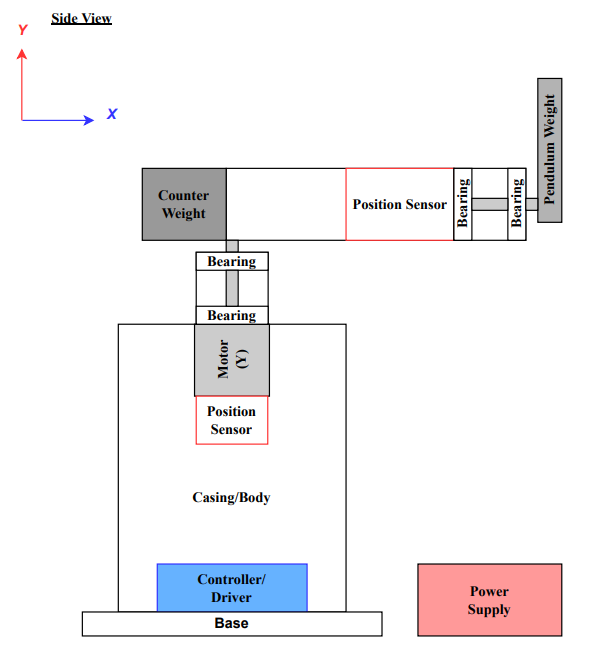 Side View
Y
X
Pendulum Weight
Counter
Weight
Position Sensor
Bearing
Bearing
Bearing
Bearing
Motor
(Y)
Position
Sensor
Casing/Body
Controller/
Driver
Power
Supply
Base